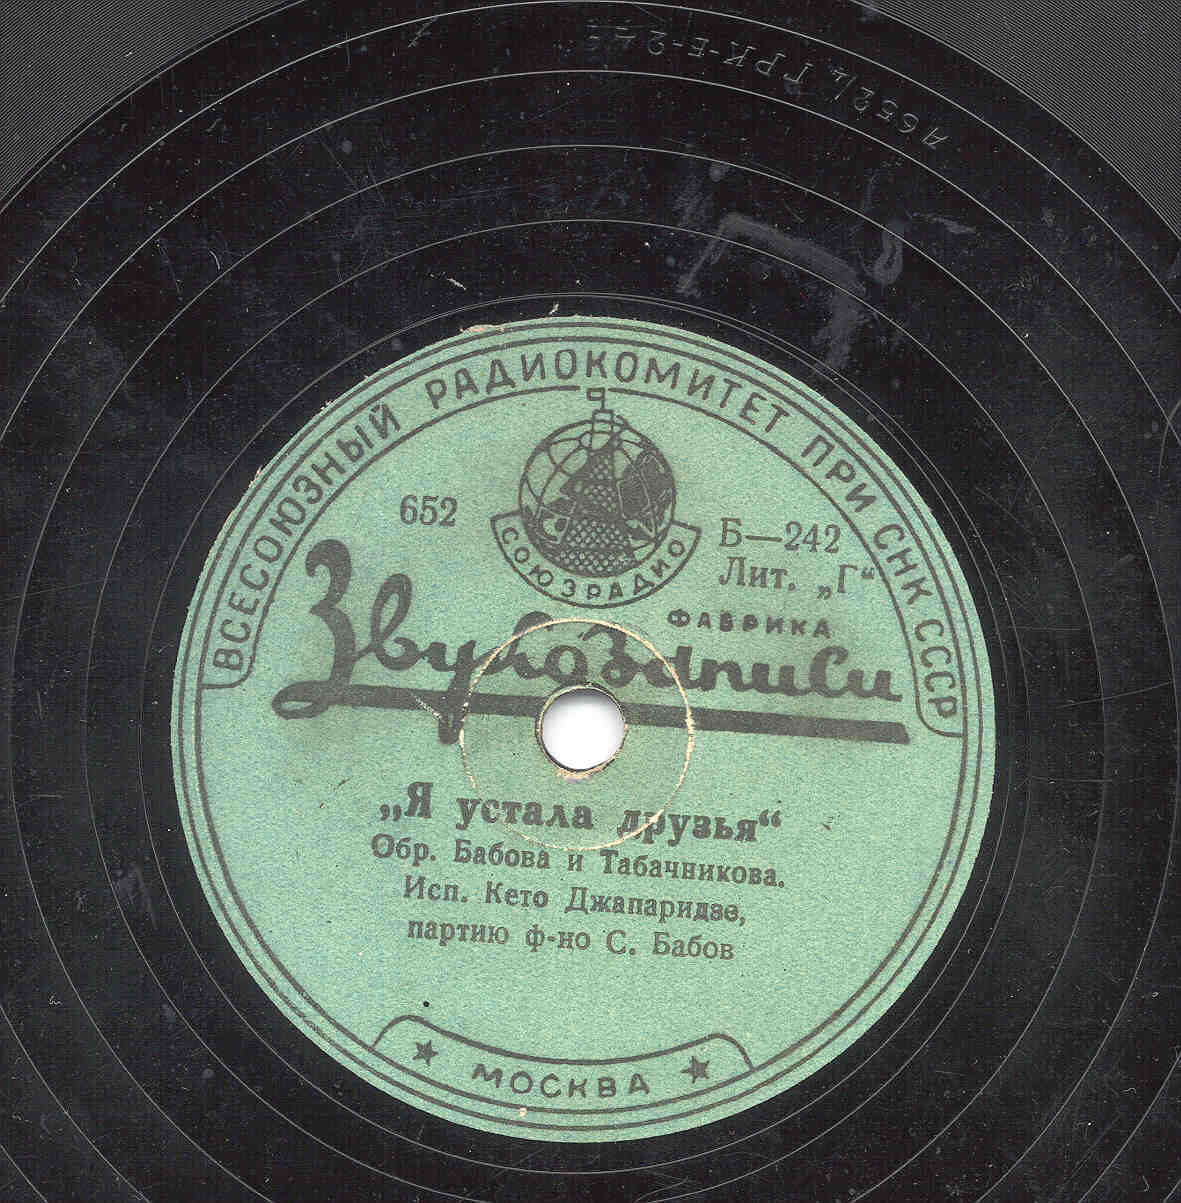 ВСЕСОЮЗНЫЙ РАДИОКОМИТЕТ ПРИ СНК СССР
652
СОЮЗРАДИО
Б—242
Лит. „Г“
ФАБРИКА
Звукозаписи
„Я устала друзья“
Обр. Бабова и Табачникова.
Исп. Кето Джапаридзе,
партию ф-но С. Бабов
★ МОСКВА ★